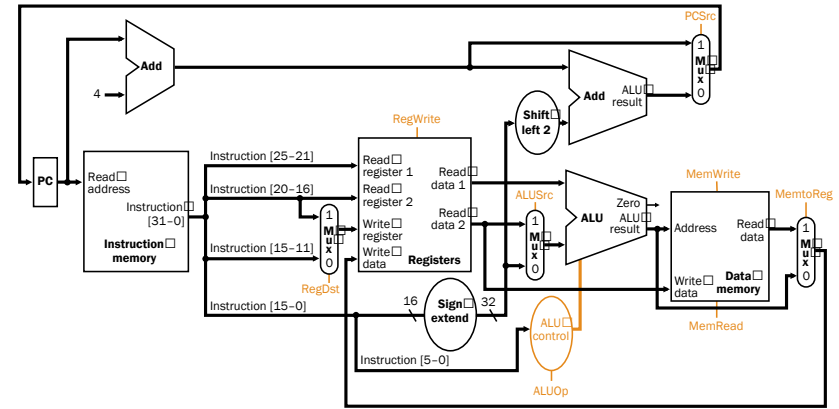 PCSrc
Add
4
1
M
u
x
0
Add
ALU
result
Shift
left 2
RegWrite
PC
Read
address
Instruction
[31–0]
Instruction
memory
Instruction [25–21]
Instruction [20–16]
Instruction [15–11]
Instruction [15–0]
1
M
u
x
0
RegDst
Read
register 1
Read
register 2
Write
register
Write
data
Read
data 1
Read
data 2
Registers
ALUSrc
1
M
u
x
0
Zero
ALU
ALU
result
MemWrite
Address
Read
data
Write
data
Data
memory
MemRead
MemtoReg
1
M
u
x
0
16
Sign
extend
32
Instruction [5–0]
ALU
control
ALUOp